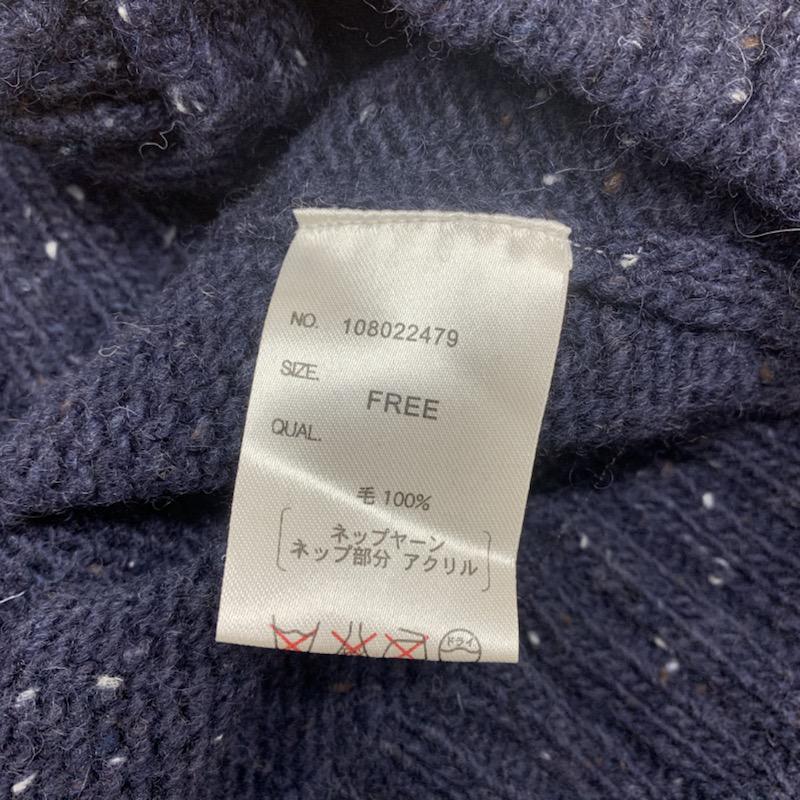 NO. 108022479
SIZE. FREE
QUAL.
毛 100%
ネップヤーン
ネップ部分 アクリル
ドライ